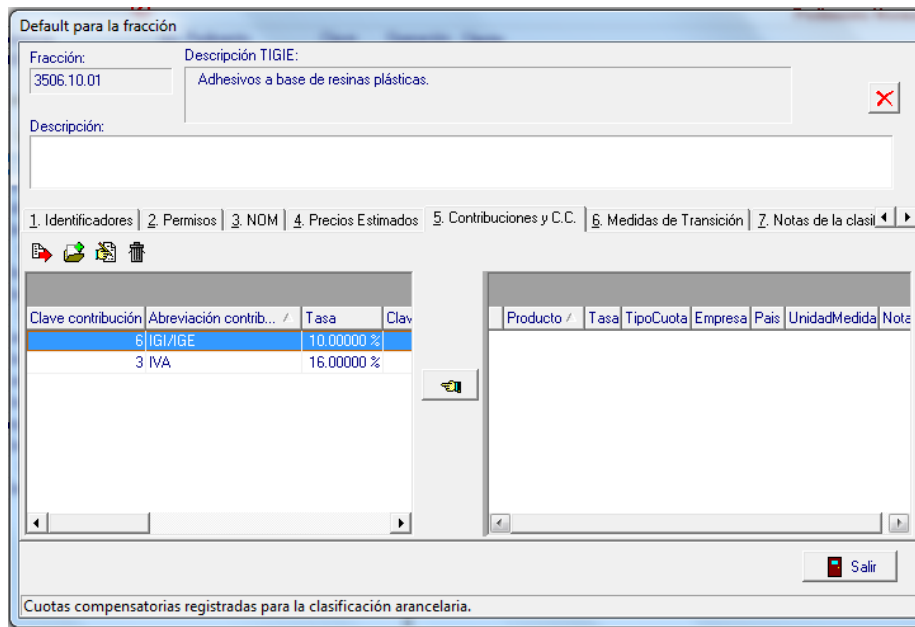 Default para la fracción
Fracción:
Descripción TIGIE:
3506.10.01
Adhesivos a base de resinas plásticas.
Descripción:
1. Identificadores 2. Permisos 3. NOM 4. Precios Estimados 5. Contribuciones y C.C. 6. Medidas de Transición 7. Notas de la clasi
Clave contribución Abreviación contrib... Tasa Clav
6 IGI/IGE 10.00000 %
3 IVA 16.00000 %
Producto Tasa TipoCuota Empresa Pais UnidadMedida Nota
Salir
Cuotas compensatorias registradas para la clasificación arancelaria.